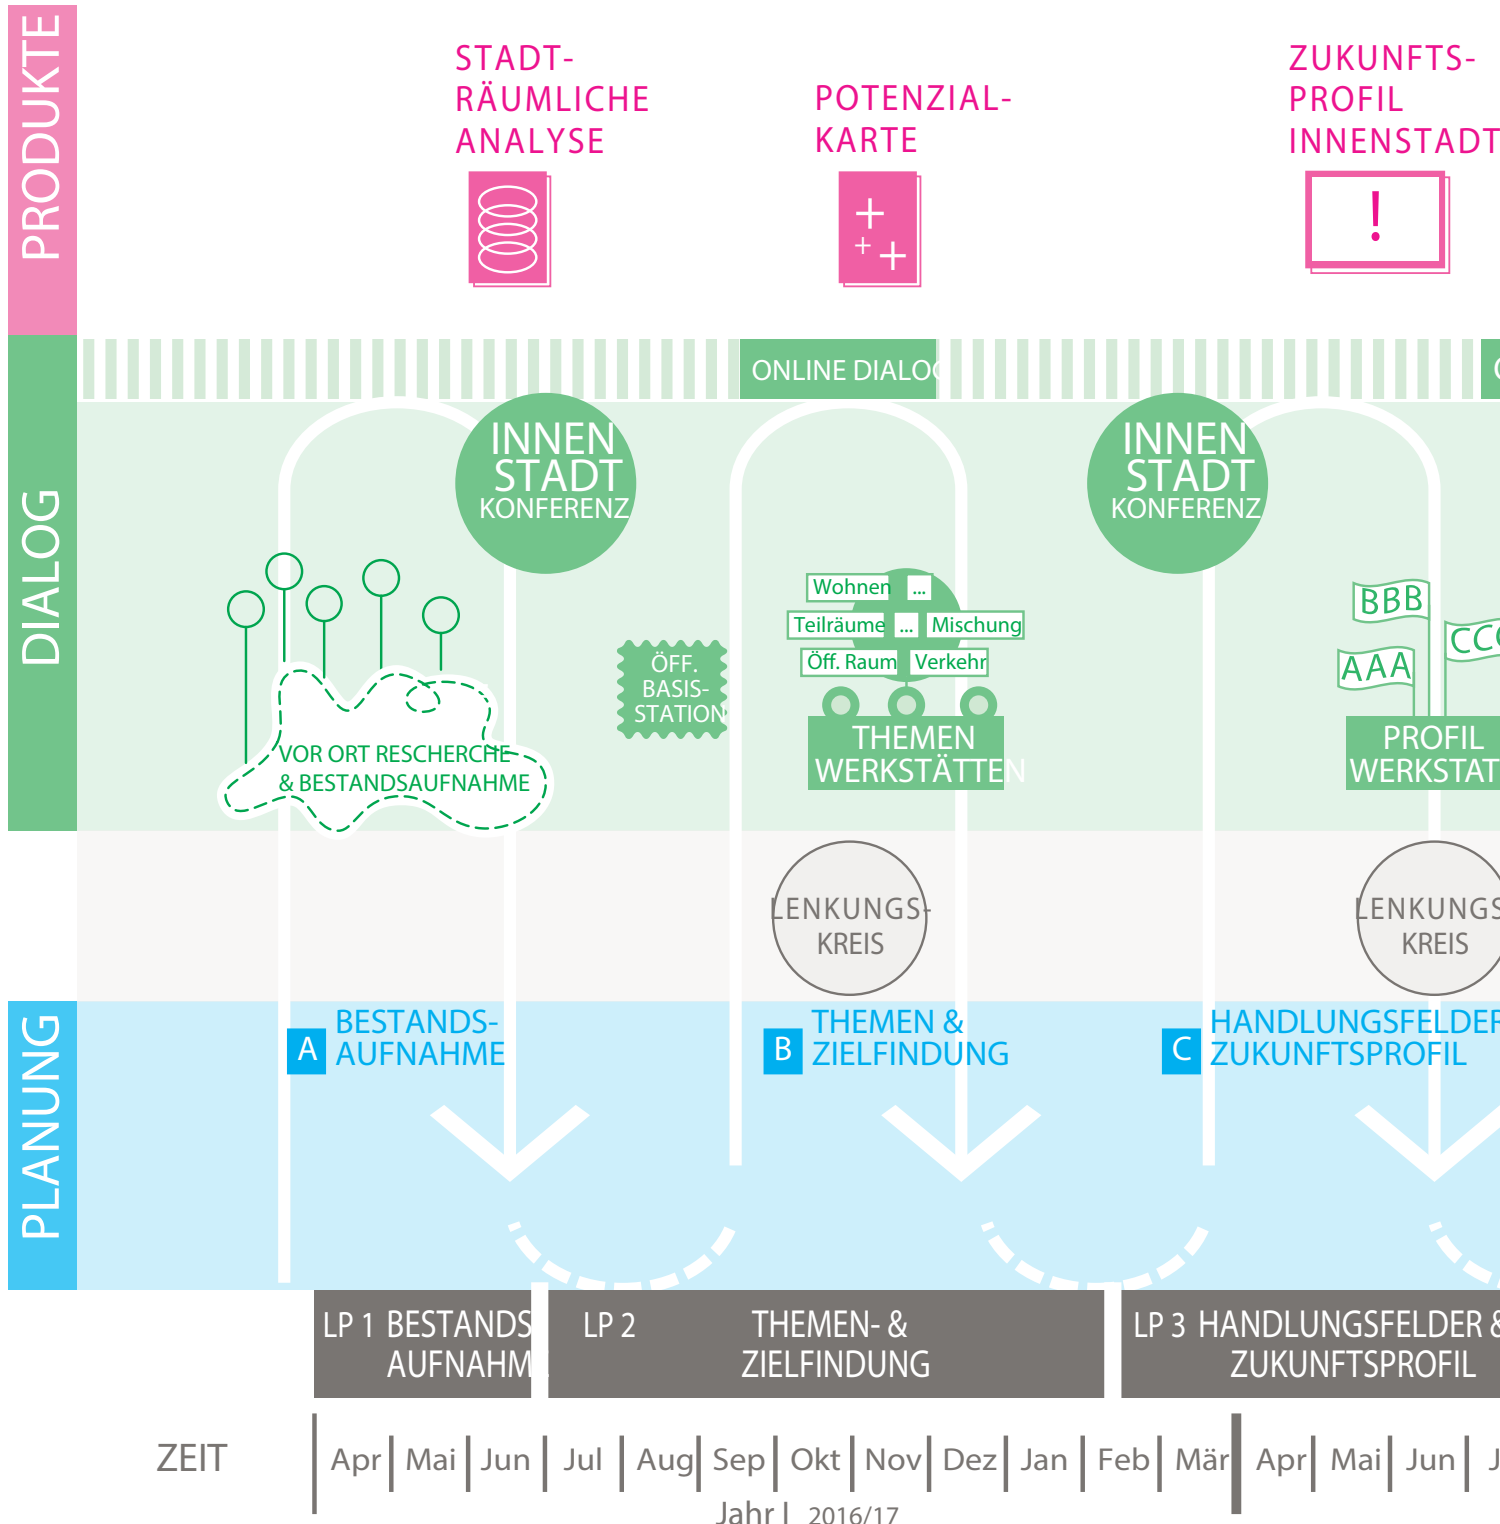 PRODUKTE
STADT-
RÄUMLICHE
ANALYSE
POTENZIAL-
KARTE
ZUKUNFTS-
PROFIL
INNENSTADT
!
DIALOG
ONLINE DIALOG
INNEN
STADT
KONFERENZ
INNEN
STADT
KONFERENZ
VOR ORT RESCHERCHE
& BESTANDSAUFNAHME
ÖFF.
BASIS-
STATION
Wohnen ...
Teilräume ... Mischung
Öff. Raum Verkehr
THEMEN
WERKSTÄTTEN
BBB
CCC
AAA
PROFIL
WERKSTAT
LENKUNGS-
KREIS
LENKUNGS
KREIS
PLANUNG
A BESTANDS-
AUFNAHME
B THEMEN &
ZIELFINDUNG
C HANDLUNGSFELDER
ZUKUNFTSPROFIL
LP 1 BESTANDS
AUFNAHM
LP 2 THEMEN- &
ZIELFINDUNG
LP 3 HANDLUNGSFELDER &
ZUKUNFTSPROFIL
ZEIT
Apr Mai Jun Jul Aug Sep Okt Nov Dez Jan Feb Mär Apr Mai Jun J
Jahr I 2016/17